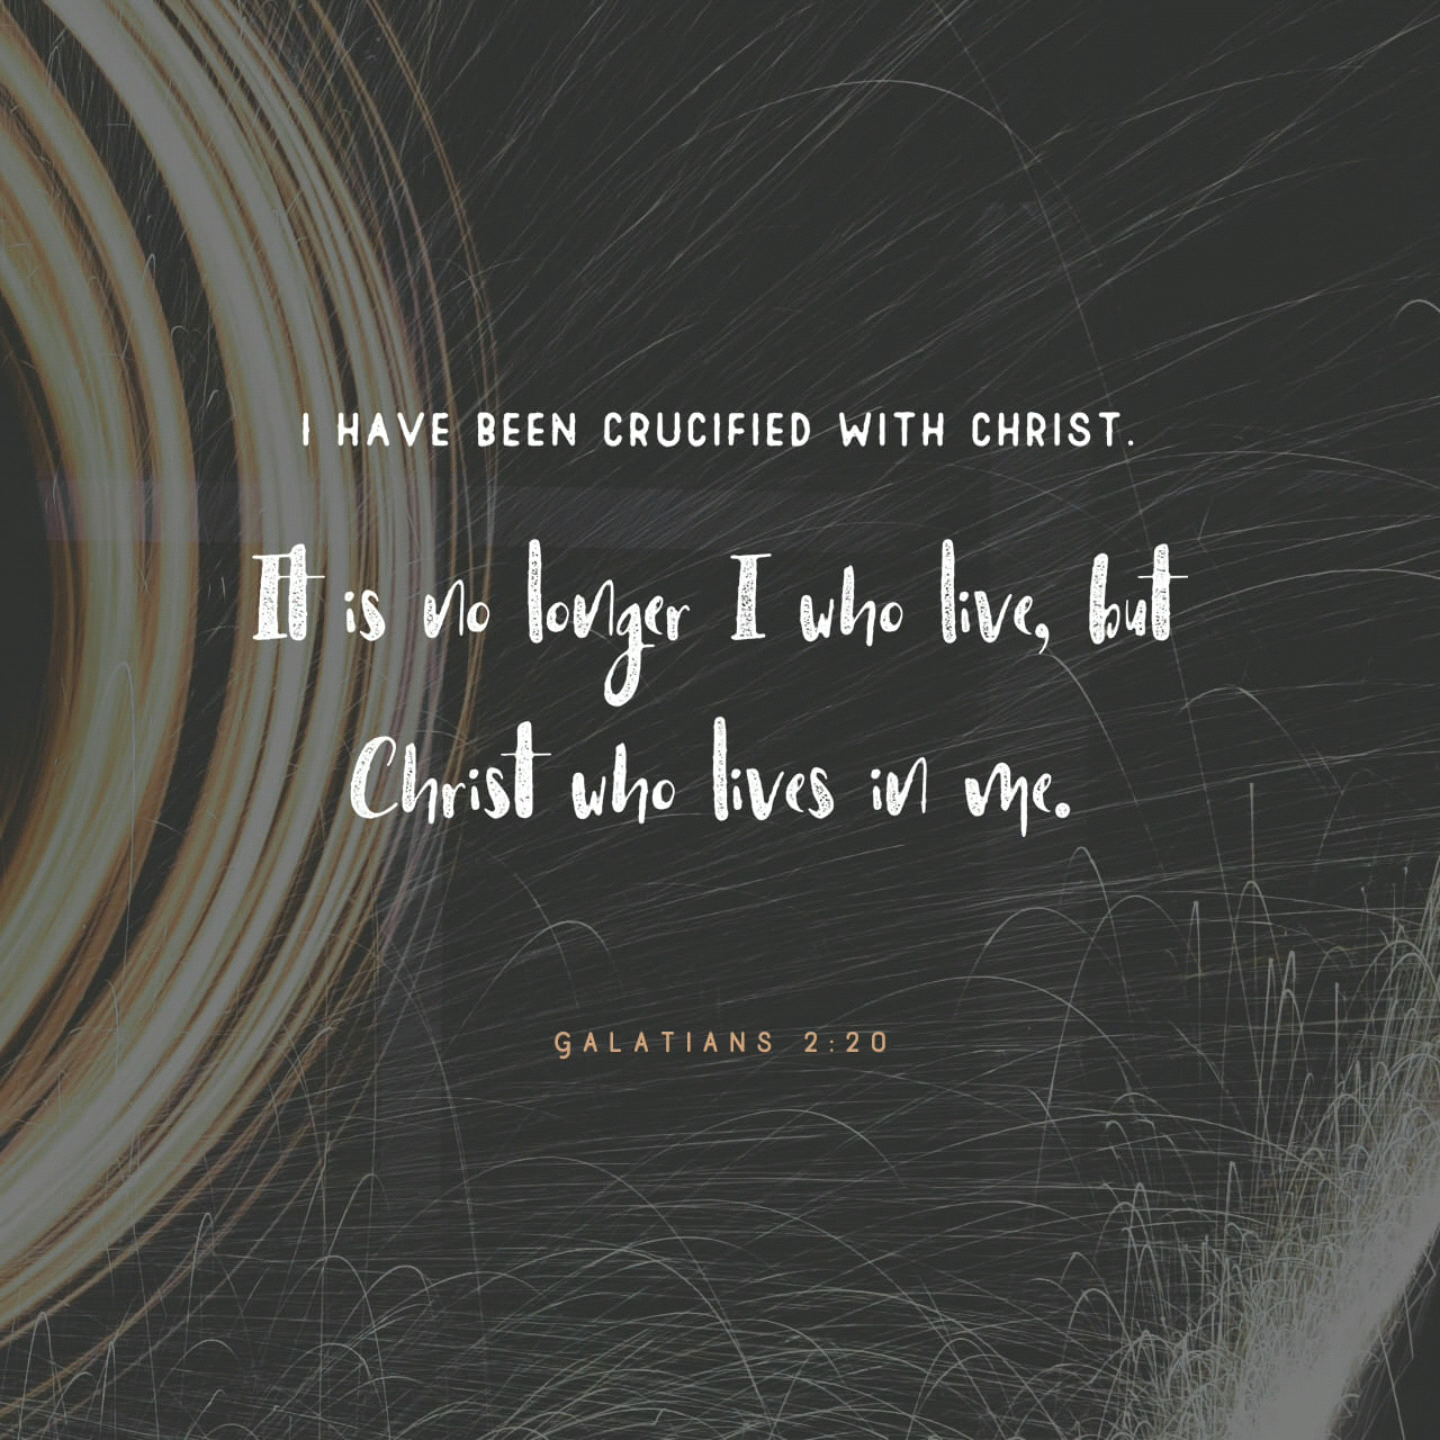 I HAVE BEEN CRUCIFIED WITH CHRIST.
It is no longer I who live, but
Christ who lives in me.
GALATIANS 2:20